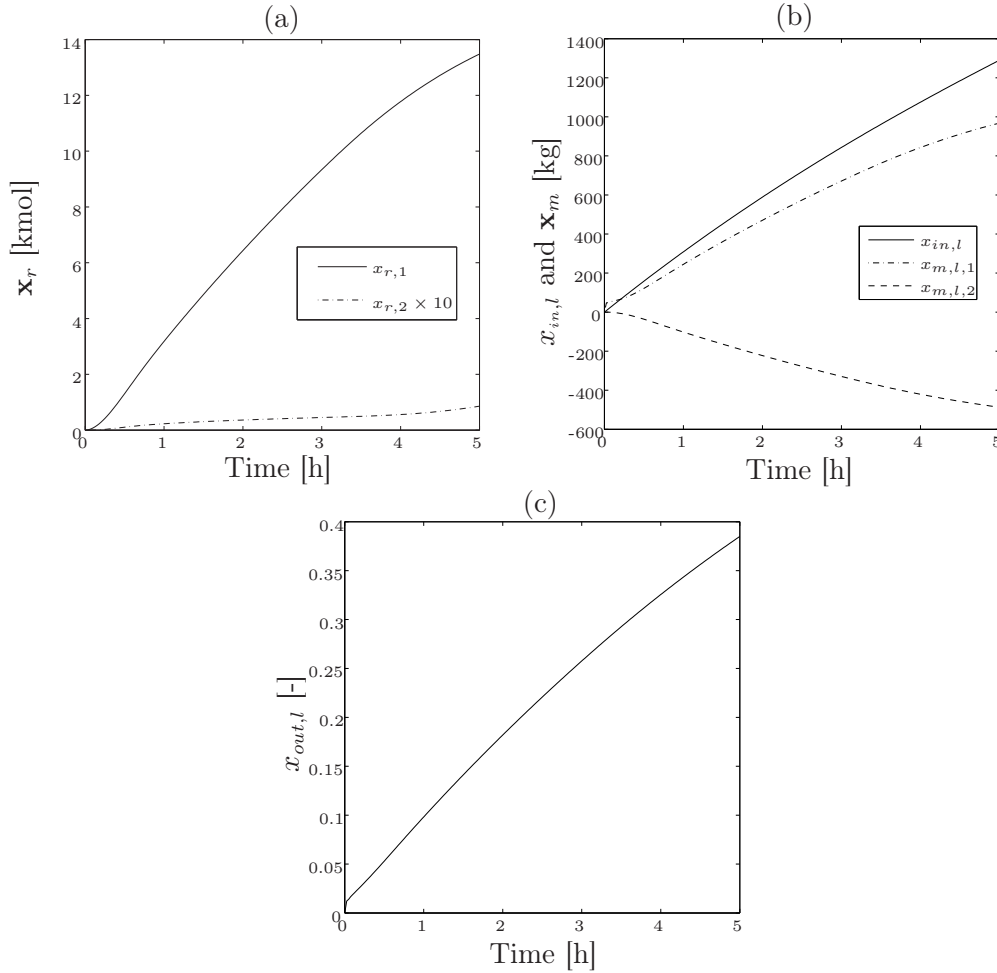 (a)
14
12
10
8
6
4
2
0
0 1 2 3 4 5
x_r [kmol]
Time [h]
x_{r,1}
x_{r,2} × 10
(b)
1400
1200
1000
800
600
400
200
0
-200
-400
-600
0 1 2 3 4 5
x_{in,l} and x_m [kg]
Time [h]
x_{in,l}
x_{m,l,1}
x_{m,l,2}
(c)
0.4
0.35
0.3
0.25
0.2
0.15
0.1
0.05
0
0 1 2 3 4 5
x_{out,l} [-]
Time [h]